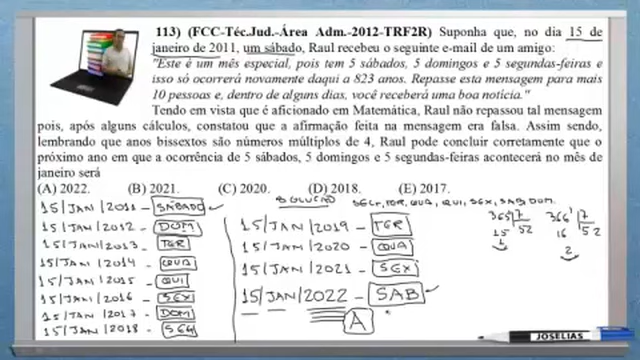 113) (FCC-Téc.Jud.-Área Adm.-2012-TRF2R) Suponha que, no dia 15 de
janeiro de 2011, um sábado, Raul recebeu o seguinte e-mail de um amigo:
"Este é um mês especial, pois tem 5 sábados, 5 domingos e 5 segundas-feiras e
isso só ocorrerá novamente daqui a 823 anos. Repasse esta mensagem para mais
10 pessoas e, dentro de alguns dias, você receberá uma boa notícia."
Tendo em vista que é aficionado em Matemática, Raul não repassou tal mensagem
pois, após alguns cálculos, constatou que a afirmação feita na mensagem era falsa. Assim sendo,
lembrando que anos bissextos são números múltiplos de 4, Raul pode concluir corretamente que o
próximo ano em que a ocorrência de 5 sábados, 5 domingos e 5 segundas-feiras acontecerá no mês de
janeiro será
(A) 2022. (B) 2021. (C) 2020. (D) 2018. (E) 2017.
SOLUÇÃO SEG, TER, QUA, QUI, SEX, SAB, DOM.
15/JAN/2011 - SÁBADO
15/JAN/2012 - DOM
15/JAN/2013 - TER
15/JAN/2014 - QUA
15/JAN/2015 - QUI
15/JAN/2016 - SEX
15/JAN/2017 - DOM
15/JAN/2018 - SEG
15/JAN/2019 - TER
15/JAN/2020 - QUA
15/JAN/2021 - SEX
15/JAN/2022 - SAB
A
365 7
15 52
1
366 7
16 52
2
JOSELIAS